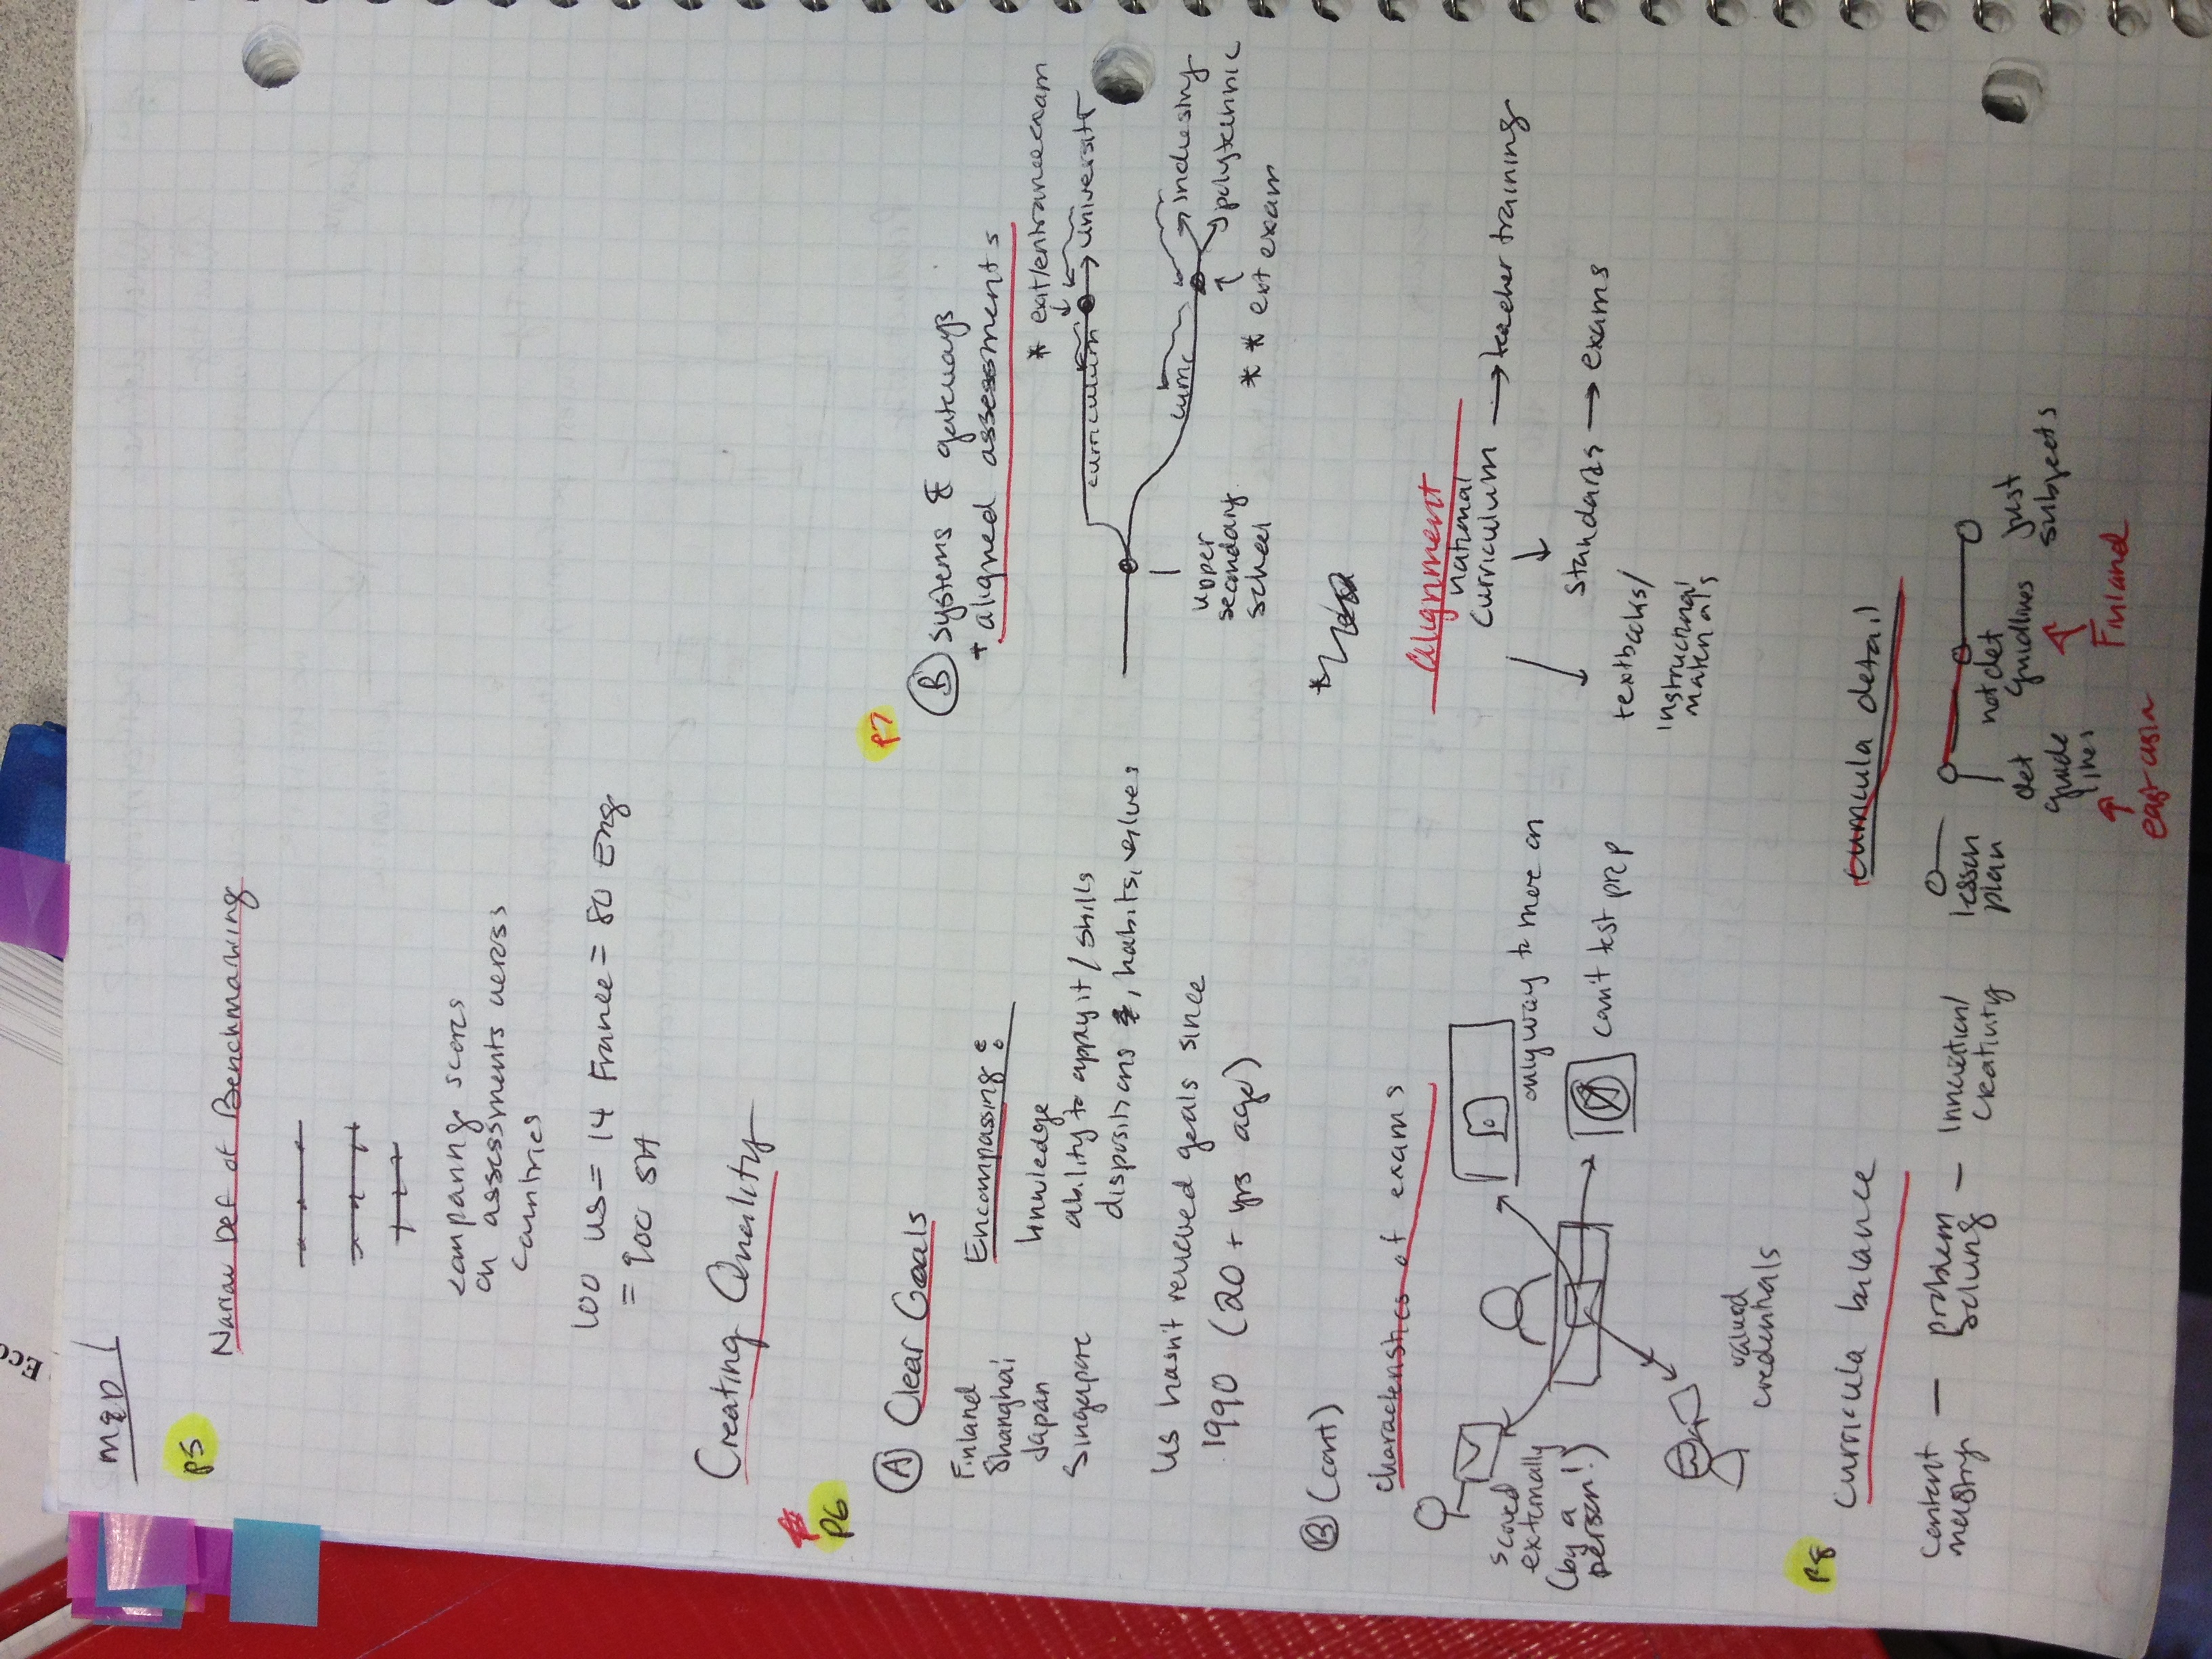 Eco
M&D 1
p5
Narrow Def of Benchmarking
comparing scores
on assessments across
countries
100 US = 14 France = 80 Eng
= 900 SH
Creating Quality
p6
A Clear Goals
Finland
Shanghai
Japan
Singapore
Encompassing :
knwledge
ability to apply it / skills
dispositions , habits, values
US hasn't reviewed goals since
1990 (20 + yrs ago)
p7
B systems & gateways
+ aligned assessments
* exit/entrance exam
curriculum
university
upper
secondary
school
curric
industry
polytechnic
* * ext exam
B (cont)
characteristics of exams
scored
externally
(by a
person!)
only way to move on
can't test prep
valued
credentials
Alignment
national
curriculum
teacher training
standards
exams
textbooks/
instructional
materials
p8
curricula balance
content
mastery
problem
solving
innovation/
creativity
curricula detail
lesson
plan
det
guide
lines
not det
guidlines
just
subjects
east asia
Finland